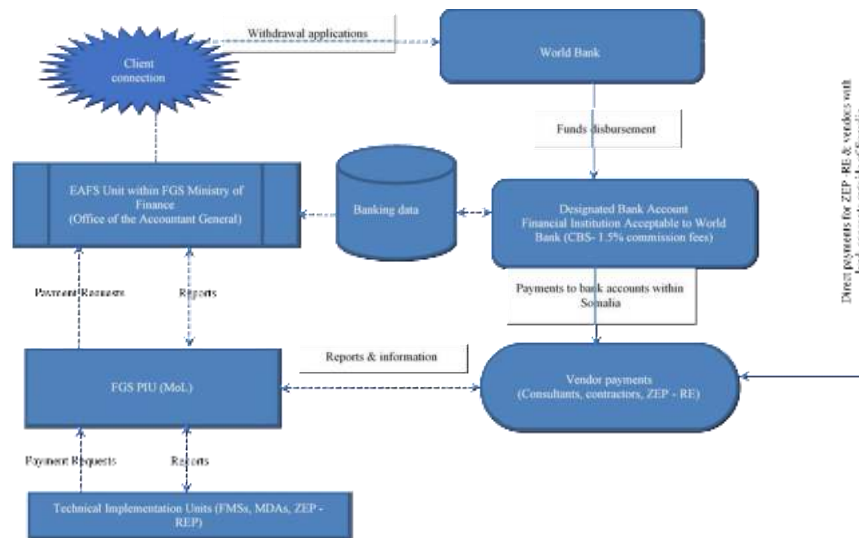 Withdrawal applications
Client
connection
World Bank
Funds disbursement
EAFS Unit within FGS Ministry of
Finance
(Office of the Accountant General)
Banking data
Designated Bank Account
Financial Institution Acceptable to World
Bank (CBS- 1.5% commission fees)
Payment Requests
Reports
Payments to bank accounts within
Somalia
Direct payments for ZEP -RE & vendors with
Reports & information
FGS PIU (MoL)
Vendor payments
(Consultants, contractors, ZEP - RE)
Payment Requests
Reports
Technical Implementation Units (FMSs, MDAs, ZEP -
REP)